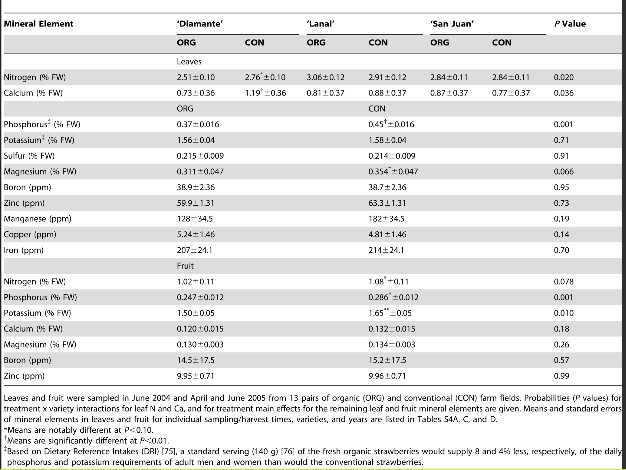 Mineral Element 'Diamante' 'Lanai' 'San Juan' P Value
ORG CON ORG CON ORG CON
Leaves
Nitrogen (% FW) 2.51±0.10 2.76*±0.10 3.06±0.12 2.91±0.12 2.84±0.11 2.84±0.11 0.020
Calcium (% FW) 0.73±0.36 1.19†±0.36 0.81±0.37 0.88±0.37 0.87±0.37 0.77±0.37 0.036
ORG CON
Phosphorus‡ (% FW) 0.37±0.016 0.45†±0.016 0.001
Potassium‡ (% FW) 1.56±0.04 1.58±0.04 0.71
Sulfur (% FW) 0.215±0.009 0.214±0.009 0.91
Magnesium (% FW) 0.311±0.047 0.354*±0.047 0.066
Boron (ppm) 38.9±2.36 38.7±2.36 0.95
Zinc (ppm) 59.9±1.31 63.3±1.31 0.73
Manganese (ppm) 128±34.5 182±34.5 0.19
Copper (ppm) 5.24±1.46 4.81±1.46 0.14
Iron (ppm) 207±24.1 214±24.1 0.70
Fruit
Nitrogen (% FW) 1.02±0.11 1.08*±0.11 0.078
Phosphorus (% FW) 0.247±0.012 ±0.012 0.001
Potassium (% FW) 1.50±0.05 1.65**±0.05 0.010
Calcium (% FW) 0.120±0.015 0.132±0.015 0.18
Magnesium (% FW) 0.130±0.003 0.134±0.003 0.26
Boron (ppm) 14.5±17.5 15.2±17.5 0.57
Zinc (ppm) 9.95±0.71 9.96±0.71 0.99
Leaves and fruit were sampled in June 2004 and April and June 2005 from 13 pairs of organic (ORG) and conventional (CON) farm fields. Probabilities (P values) for
treatment x variety interactions for leaf N and Ca, and for treatment main effects for the remaining leaf and fruit mineral elements are given. Means and standard errors
of mineral elements in leaves and fruit for individual sampling/harvest times, varieties, and years are listed in Tables S4A, C, and D.
*Means are notably different at P<0.10.
†Means are significantly different at P<0.01.
‡Based on Dietary Reference Intakes (DRI) [75], a standard serving (140 g) [76] of the fresh organic strawberries would supply 8 and 4% less, respectively, of the daily
phosphorus and potassium requirements of adult men and women than would the conventional strawberries.